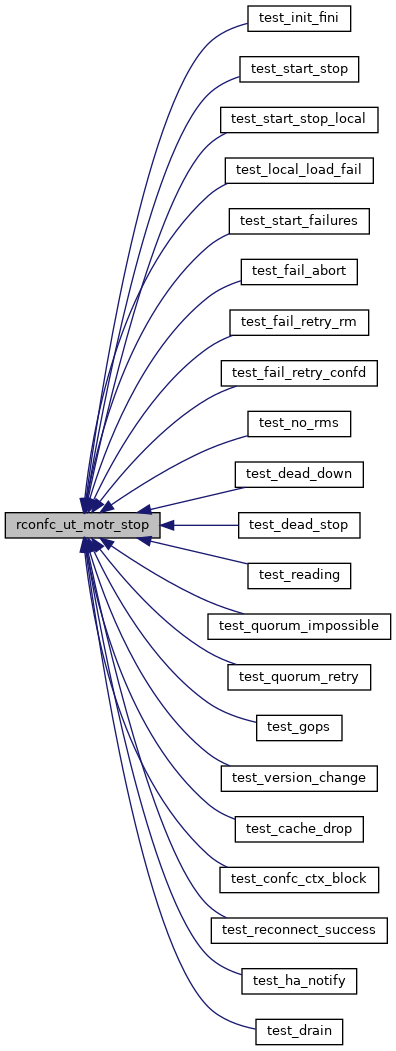 test_init_fini
test_start_stop
test_start_stop_local
test_local_load_fail
test_start_failures
test_fail_abort
test_fail_retry_rm
test_fail_retry_confd
test_no_rms
test_dead_down
rconfc_ut_motr_stop
test_dead_stop
test_reading
test_quorum_impossible
test_quorum_retry
test_gops
test_version_change
test_cache_drop
test_confc_ctx_block
test_reconnect_success
test_ha_notify
test_drain